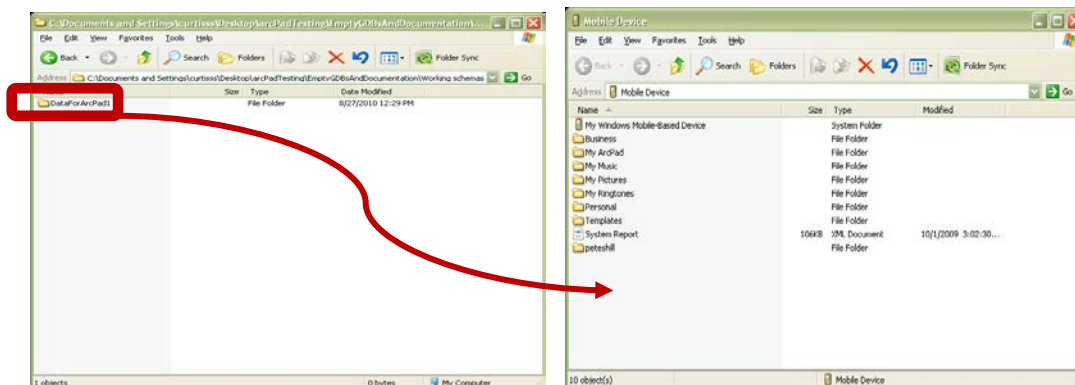 C:\Documents and Settings\curtisss\Desktop\arcPadTesting\EmptyGDBsAndDocumentation\...
File Edit View Favorites Tools Help
Back Search Folders Folder Sync
Address C:\Documents and Settings\curtisss\Desktop\arcPadTesting\EmptyGDBsAndDocumentation\Working schemas Go
Size Type Date Modified
DataForArcPad1 File Folder 8/27/2010 12:29 PM
1 objects 0 bytes My Computer
Mobile Device
File Edit View Favorites Tools Help
Back Search Folders Folder Sync
Address Mobile Device Go
Name Size Type Modified
My Windows Mobile-Based Device System Folder
Business File Folder
My ArcPad File Folder
My Music File Folder
My Pictures File Folder
My Ringtones File Folder
Personal File Folder
Templates File Folder
System Report 106KB XML Document 10/1/2009 3:02:30...
peteshill File Folder
10 object(s) Mobile Device